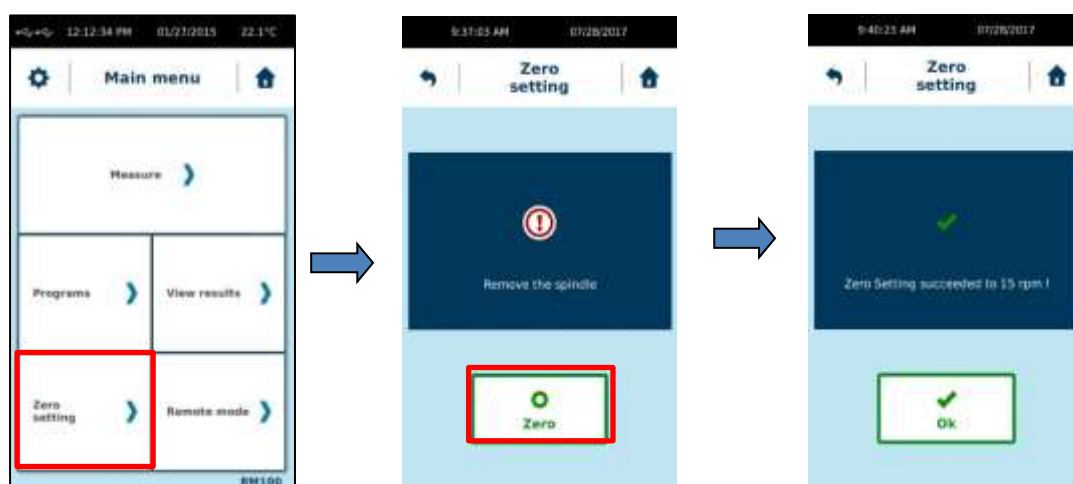 12:12:34 PM 01/27/2015 22.1°C
Main menu
Measure
Programs
View results
Zero setting
Remote mode
RM100
9:37:03 AM 07/28/2017
Zero
setting
Remove the spindle
Zero
9:40:23 AM 07/28/2017
Zero
setting
Zero Setting succeeded to 15 rpm !
Ok